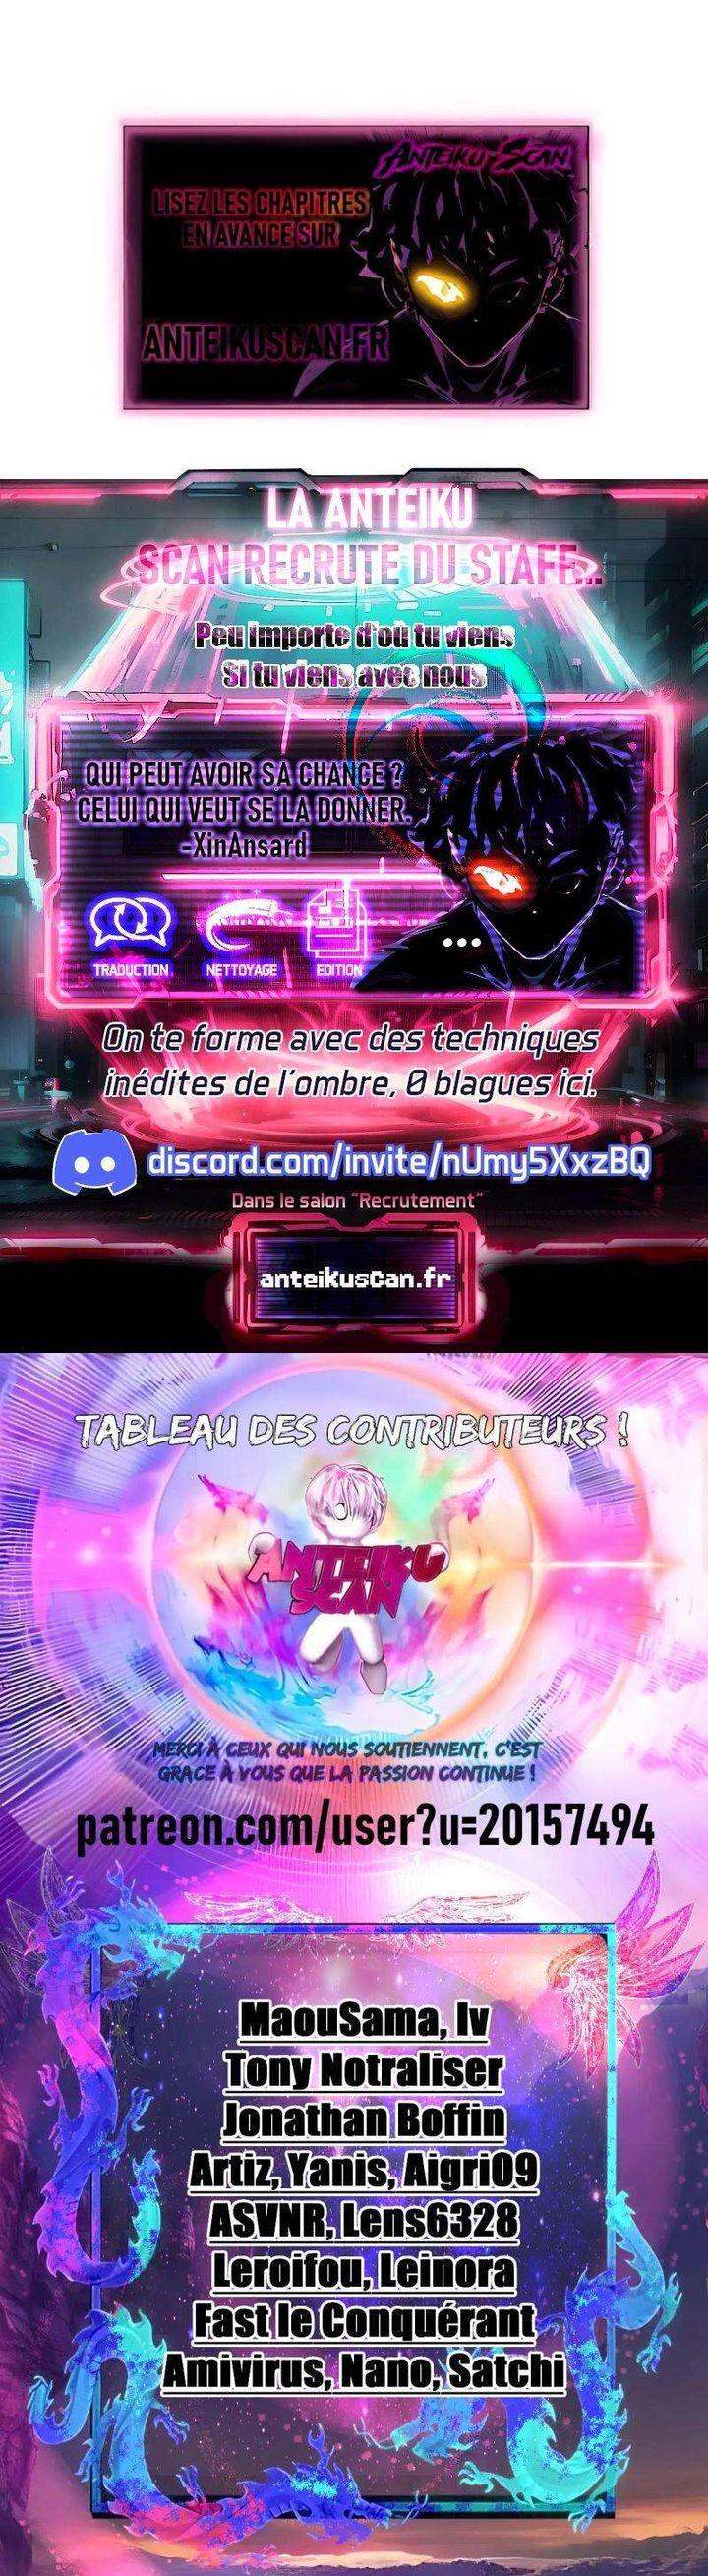 ANTEIKU SCAN
LISEZ LES CHAPITRES
EN AVANCE SUR
ANTEIKUSCAN.FR
LA ANTEIKU
SCAN RECRUTE DU STAFF...
Peu importe d'où tu viens
Si tu viens avec nous
QUI PEUT AVOIR SA CHANCE ?
CELUI QUI VEUT SE LA DONNER.
-XinAnsard
...
TRADUCTION NETTOYAGE EDITION
On te forme avec des techniques
inédites de l'ombre, 0 blagues ici.
discord.com/invite/nUmy5XxzBQ
Dans le salon "Recrutement"
anteikuscan.fr
TABLEAU DES CONTRIBUTEURS !
ANTEIKU
SCAN
MERCI À CEUX QUI NOUS SOUTIENNENT, C'EST
GRACE À VOUS QUE LA PASSION CONTINUE !
patreon.com/user?u=20157494
MaouSama, Iv
Tony Notraliser
Jonathan Boffin
Artiz, Yanis, Aigri09
ASVNR, Lens6328
Leroifou, Leinora
Fast le Conquérant
Amivirus, Nano, Satchi